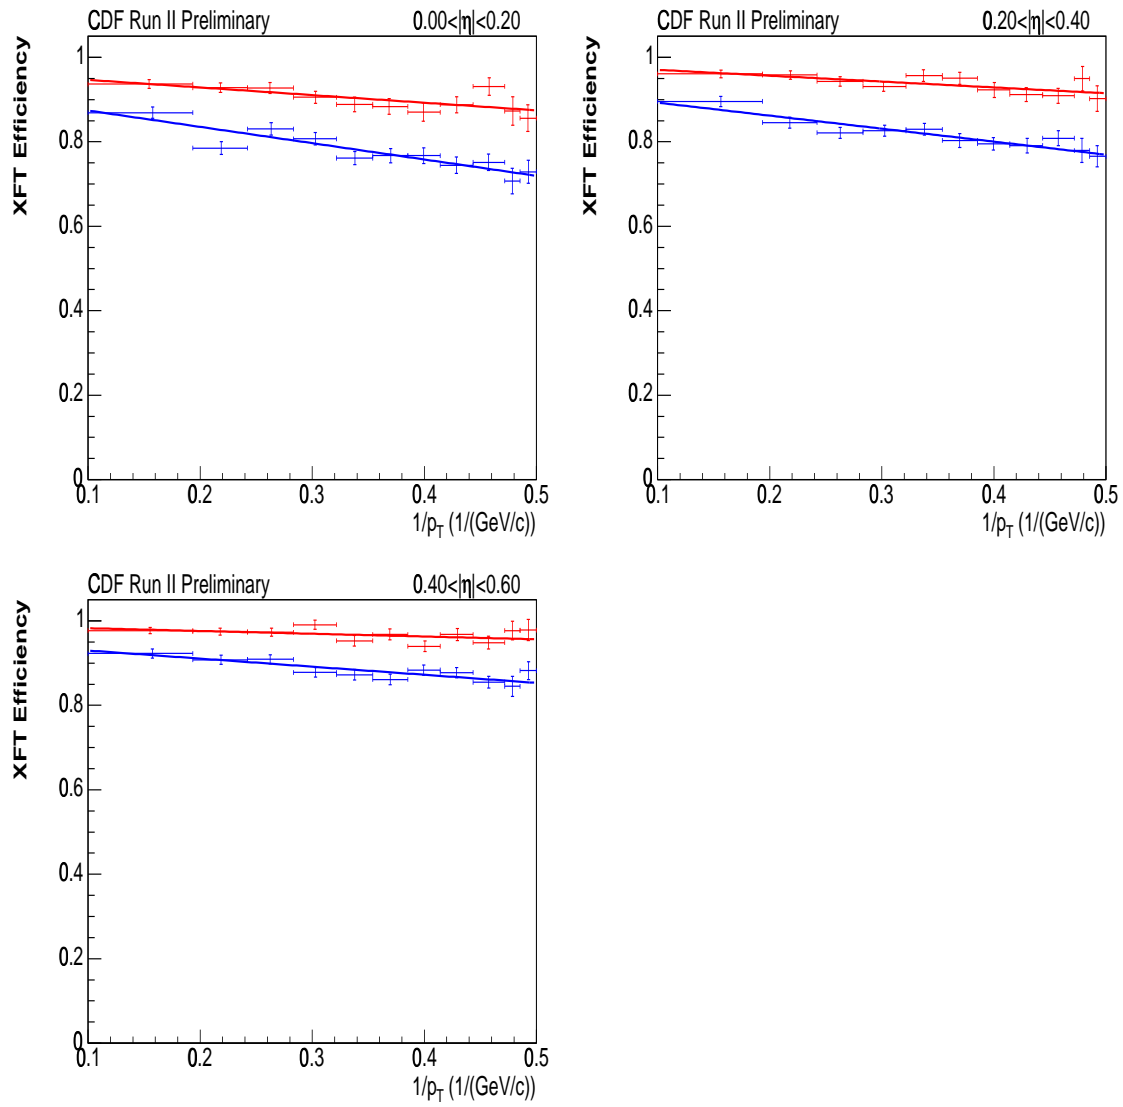 CDF Run II Preliminary 0.00<|η|<0.20
XFT Efficiency
1
0.8
0.6
0.4
0.2
0
0.1 0.2 0.3 0.4 0.5
1/pT (1/(GeV/c))
CDF Run II Preliminary 0.20<|η|<0.40
XFT Efficiency
1
0.8
0.6
0.4
0.2
0
0.1 0.2 0.3 0.4 0.5
1/pT (1/(GeV/c))
CDF Run II Preliminary 0.40<|η|<0.60
XFT Efficiency
1
0.8
0.6
0.4
0.2
0
0.1 0.2 0.3 0.4 0.5
1/pT (1/(GeV/c))